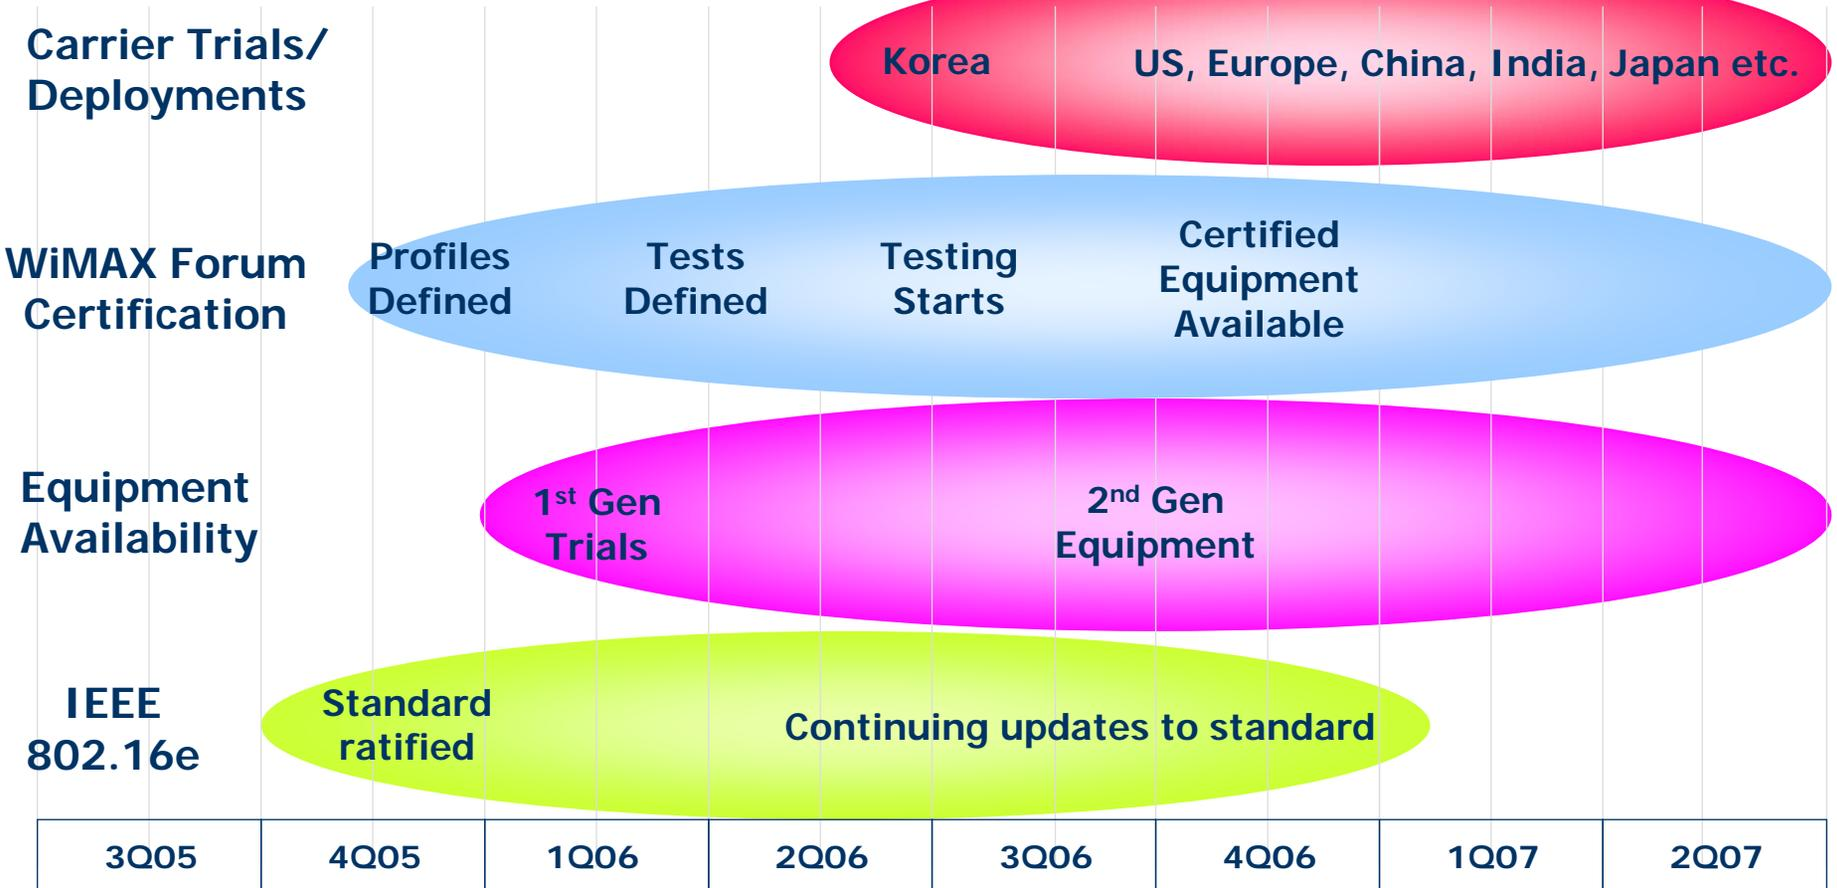 Carrier Trials/
Deployments
Korea
US, Europe, China, India, Japan etc.
WiMAX Forum
Certification
Profiles
Defined
Tests
Defined
Testing
Starts
Certified
Equipment
Available
Equipment
Availability
1st Gen
Trials
2nd Gen
Equipment
IEEE
802.16e
Standard
ratified
Continuing updates to standard
3Q05 4Q05 1Q06 2Q06 3Q06 4Q06 1Q07 2Q07